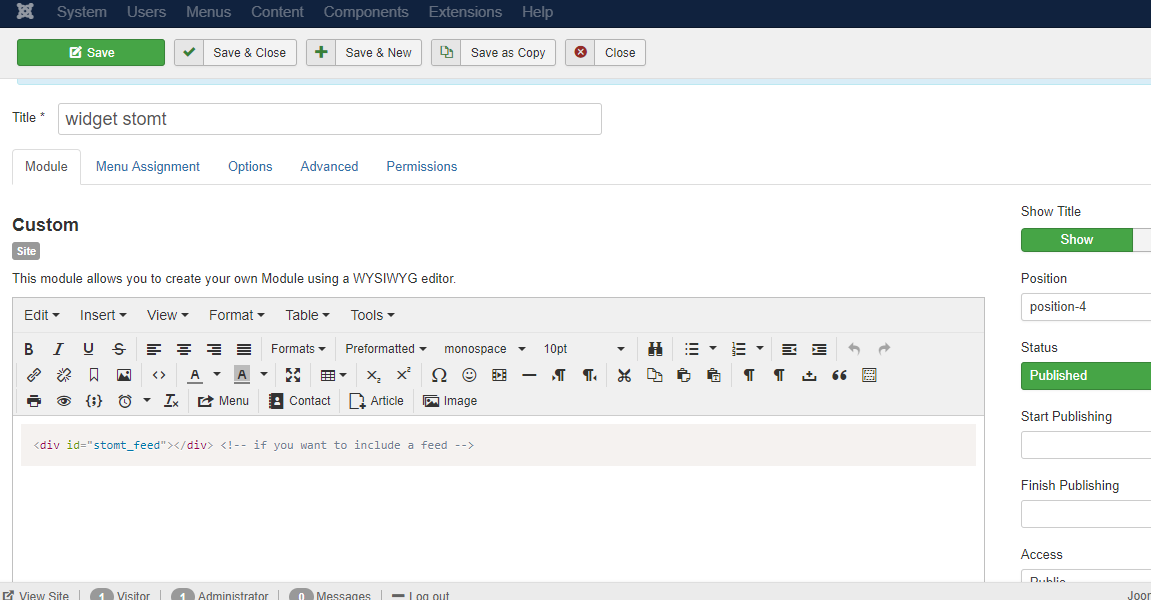 System Users Menus Content Components Extensions Help
Save Save & Close Save & New Save as Copy Close
Title * widget stomt
Module Menu Assignment Options Advanced Permissions
Custom
Site
This module allows you to create your own Module using a WYSIWYG editor.
Edit Insert View Format Table Tools
B I U S Formats Preformatted monospace 10pt
A A X₂ X² Ω
Menu Contact Article Image
<div id="stomt_feed"></div> <!-- if you want to include a feed -->
Show Title
Show
Position
position-4
Status
Published
Start Publishing
Finish Publishing
Access
Public
View Site 1 Visitor 1 Administrator 0 Messages Log out
Joor